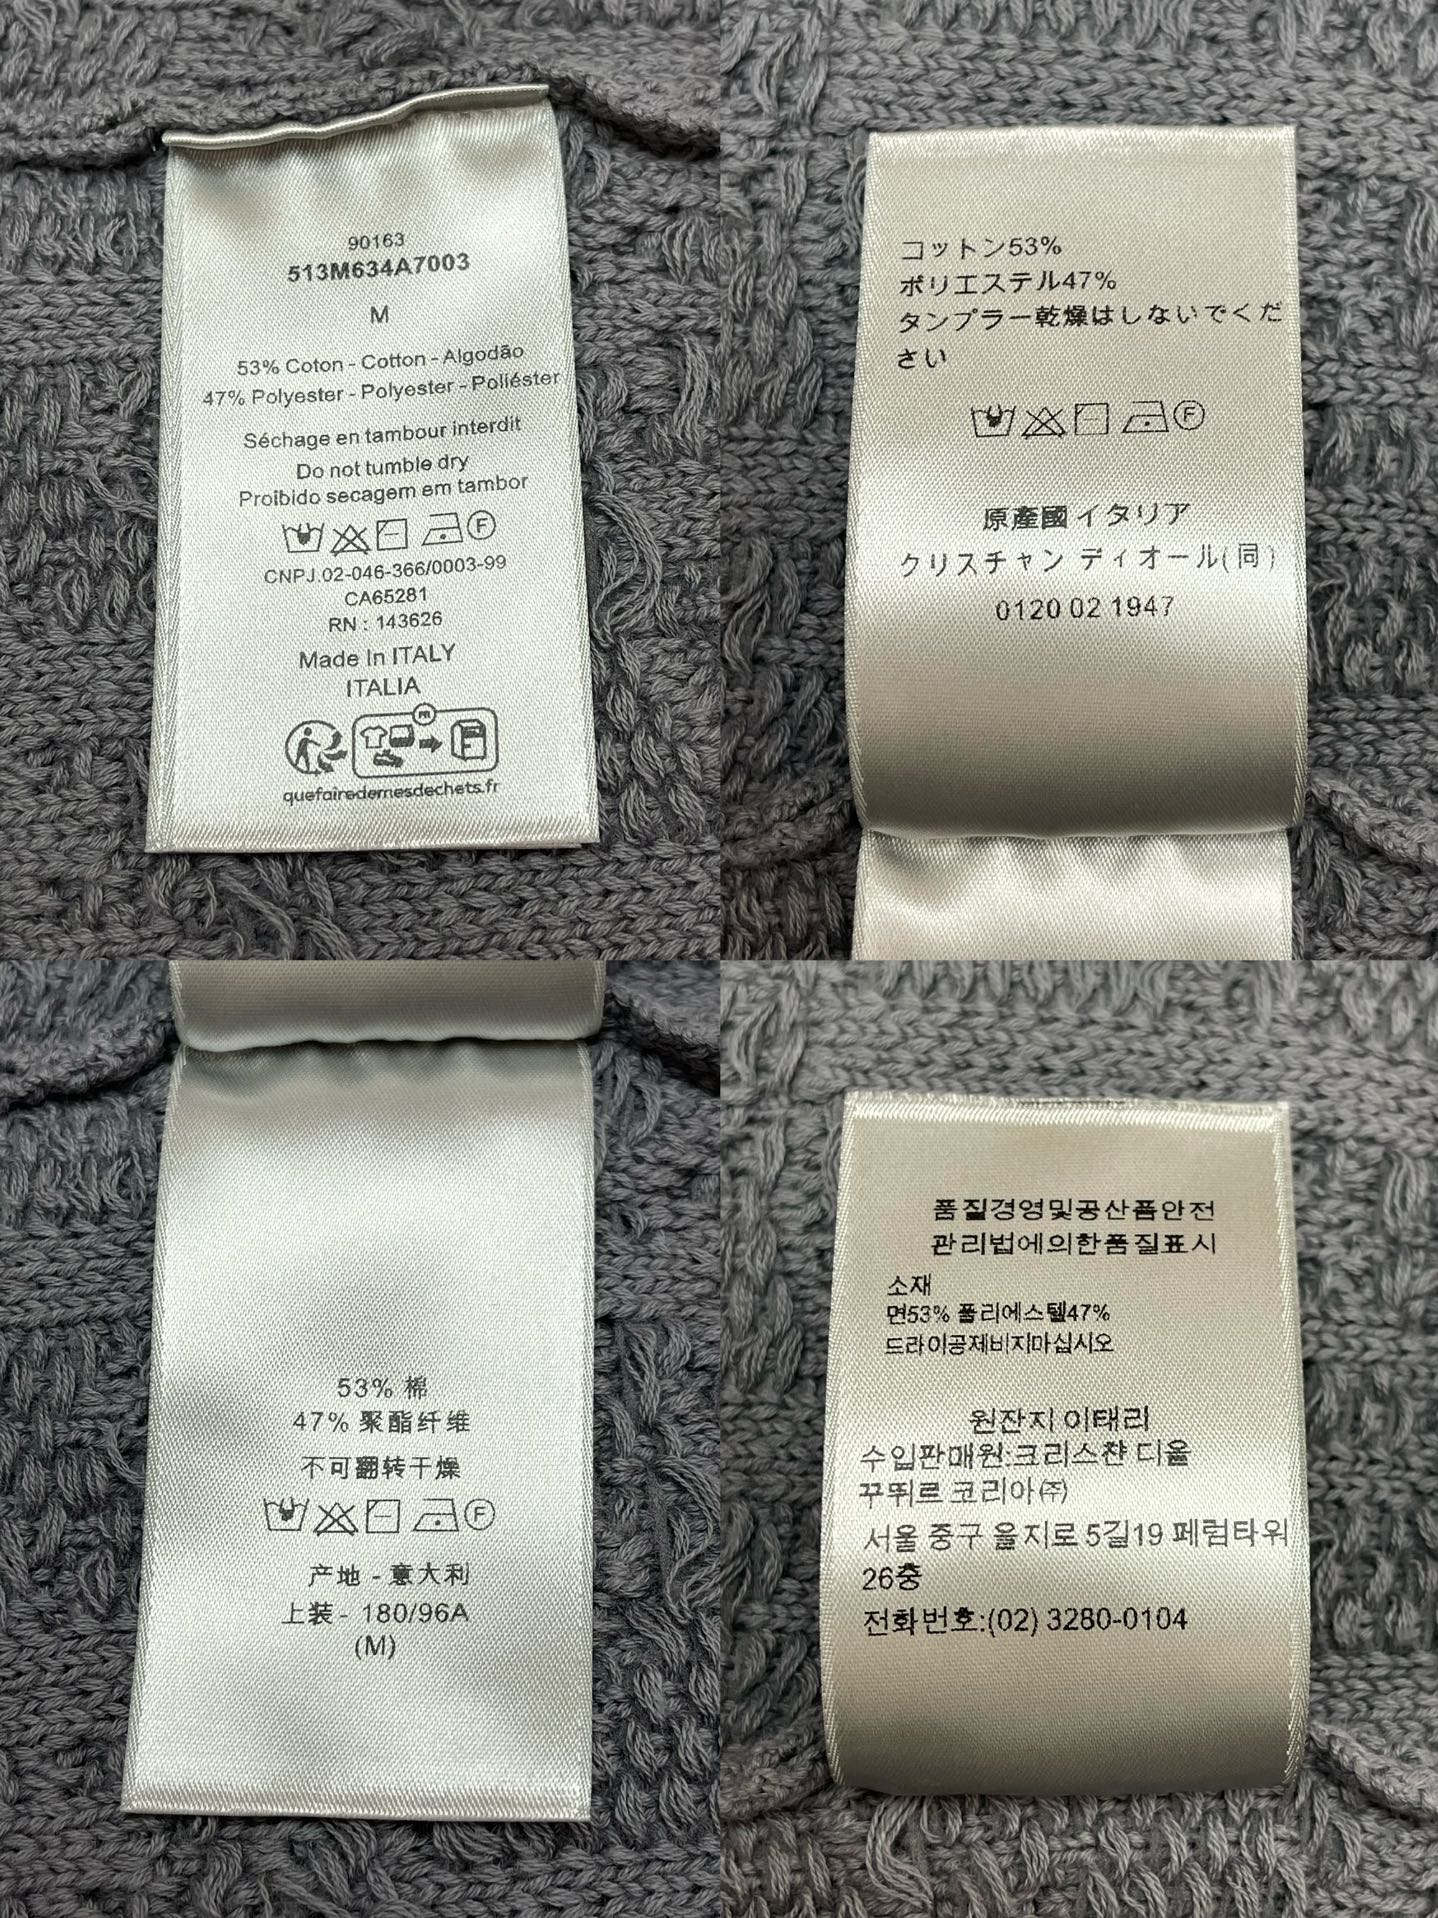 90163
513M634A7003
M
53% Coton - Cotton - Algodão
47% Polyester - Polyester - Poliéster
Séchage en tambour interdit
Do not tumble dry
Proibido secagem em tambor
F
CNPJ.02-046-366/0003-99
CA65281
RN : 143626
Made In ITALY
ITALIA
FR
quefairedemesdechets.fr
コットン53%
ポリエステル47%
タンプラー乾燥はしないでくだ
さい
F
原産國 イタリア
クリスチャン ディオール(同)
0120 02 1947
53% 棉
47% 聚酯纤维
不可翻转干燥
F
产地 - 意大利
上装 - 180/96A
(M)
품질경영및공산품안전
관리법에의한품질표시
소재
면53% 폴리에스텔47%
드라이공제비지마십시오
원잔지 이태리
수입판매원:크리스챤 디올
꾸뛰르 코리아㈜
서울 중구 을지로 5길19 페럼타워
26층
전화번호:(02) 3280-0104